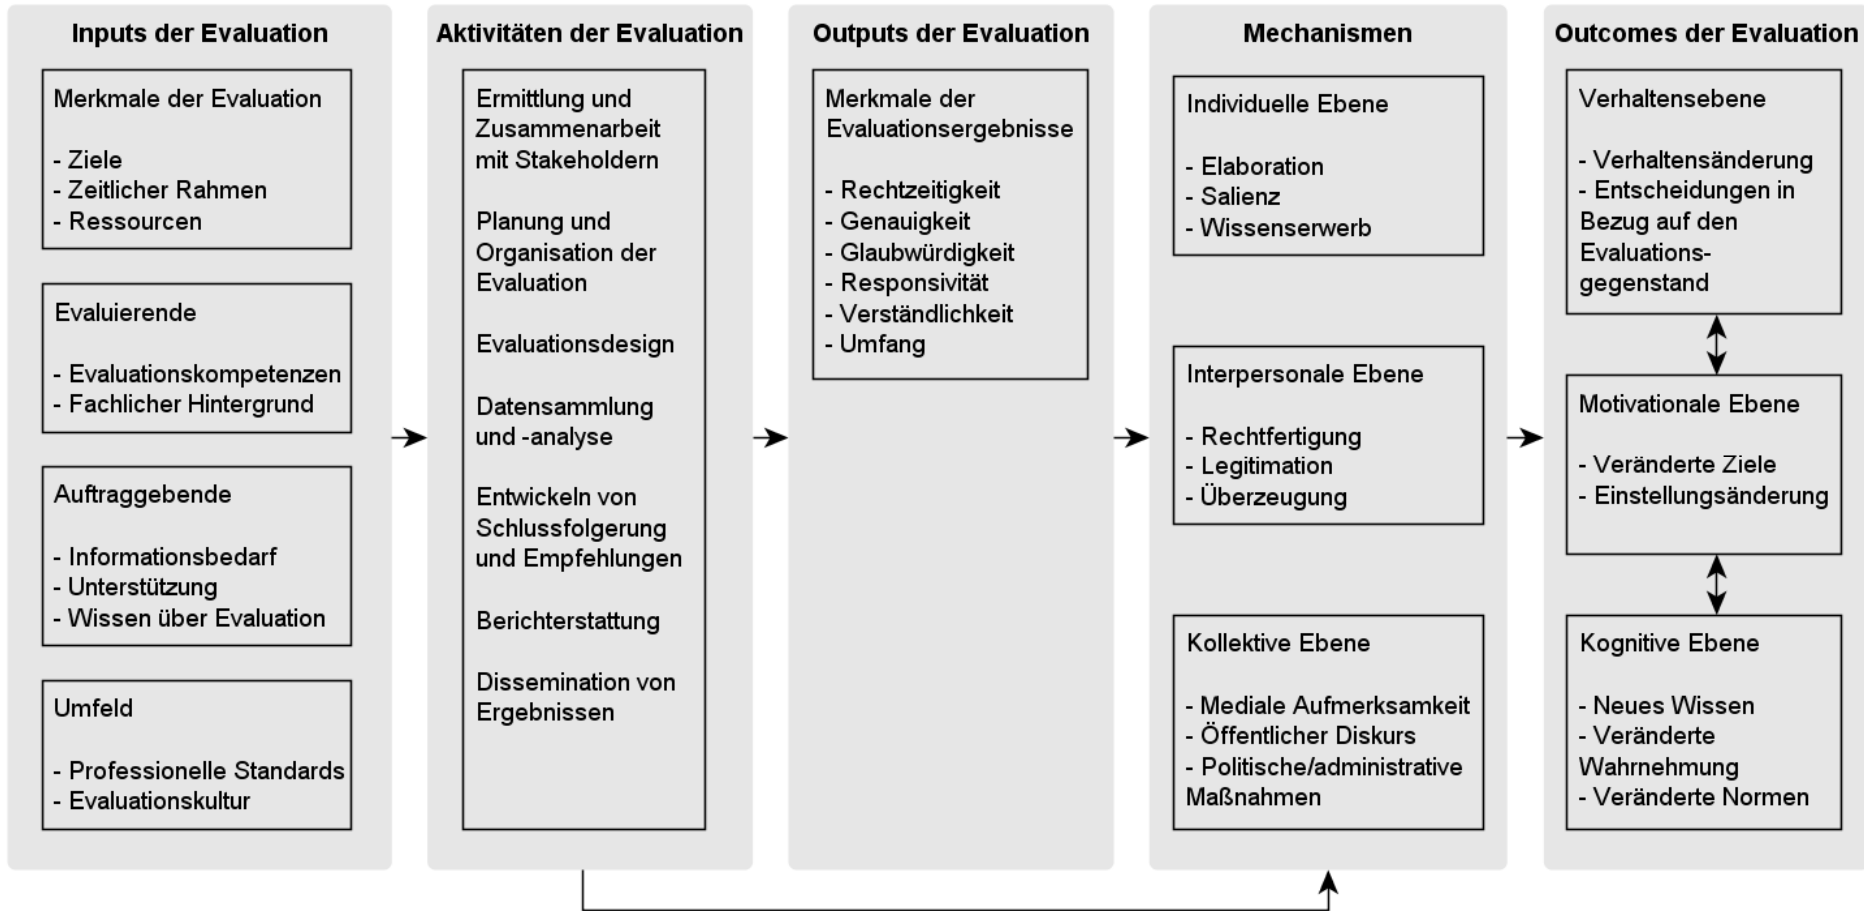 Inputs der Evaluation
Merkmale der Evaluation
- Ziele
- Zeitlicher Rahmen
- Ressourcen
Evaluierende
- Evaluationskompetenzen
- Fachlicher Hintergrund
Auftraggebende
- Informationsbedarf
- Unterstützung
- Wissen über Evaluation
Umfeld
- Professionelle Standards
- Evaluationskultur
Aktivitäten der Evaluation
Ermittlung und
Zusammenarbeit
mit Stakeholdern
Planung und
Organisation der
Evaluation
Evaluationsdesign
Datensammlung
und -analyse
Entwickeln von
Schlussfolgerung
und Empfehlungen
Berichterstattung
Dissemination von
Ergebnissen
Outputs der Evaluation
Merkmale der
Evaluationsergebnisse
- Rechtzeitigkeit
- Genauigkeit
- Glaubwürdigkeit
- Responsivität
- Verständlichkeit
- Umfang
Mechanismen
Individuelle Ebene
- Elaboration
- Salienz
- Wissenserwerb
Interpersonale Ebene
- Rechtfertigung
- Legitimation
- Überzeugung
Kollektive Ebene
- Mediale Aufmerksamkeit
- Öffentlicher Diskurs
- Politische/administrative
Maßnahmen
Outcomes der Evaluation
Verhaltensebene
- Verhaltensänderung
- Entscheidungen in
Bezug auf den
Evaluations-
gegenstand
Motivationale Ebene
- Veränderte Ziele
- Einstellungsänderung
Kognitive Ebene
- Neues Wissen
- Veränderte
Wahrnehmung
- Veränderte Normen